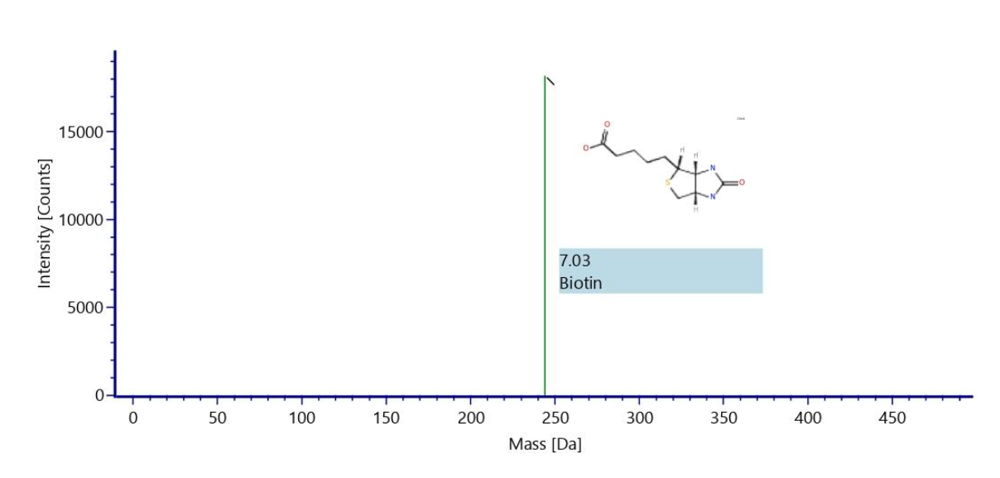 15000
10000
5000
0
Intensity [Counts]
0 50 100 150 200 250 300 350 400 450
Mass [Da]
O
O
H
H
N
S
O
N
H
7.03
Biotin